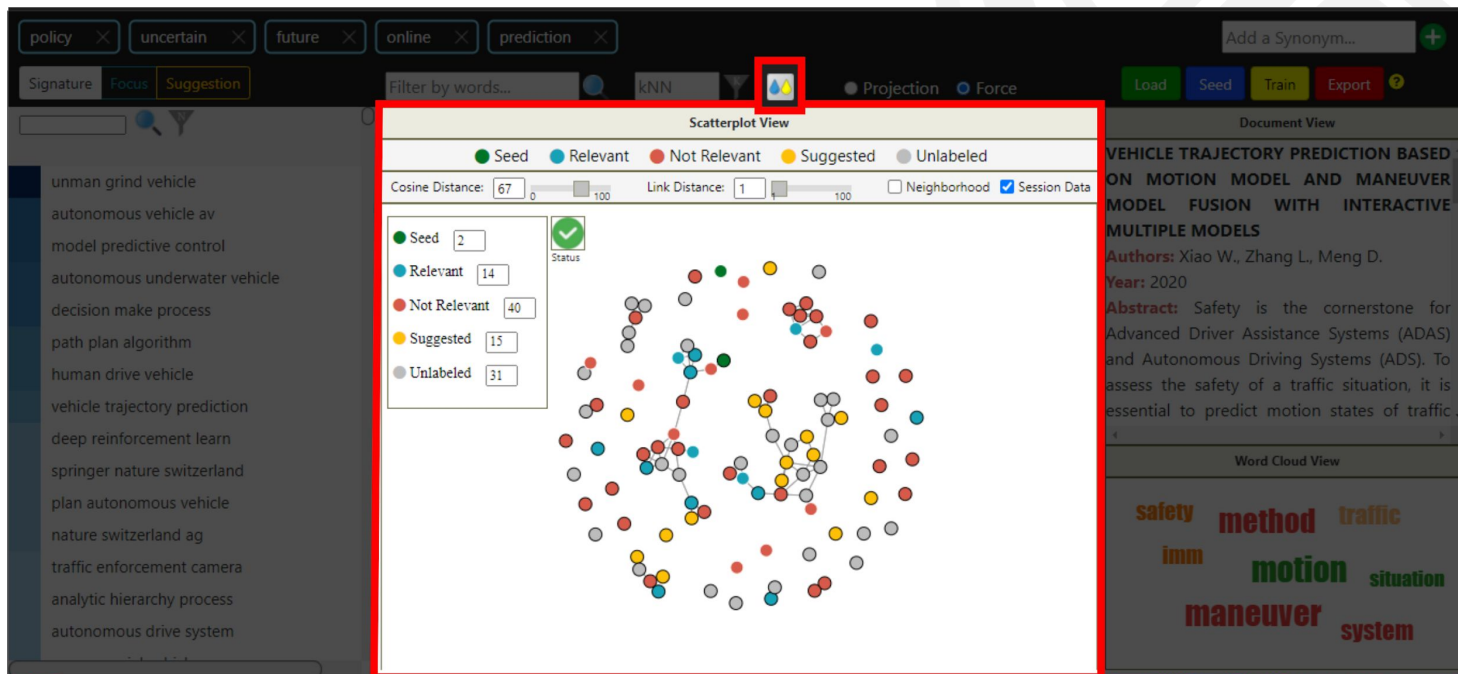 policy uncertain future online prediction Add a Synonym...
Signature Focus Suggestion Filter by words... kNN Projection Force Load Seed Train Export ?
Scatterplot View
Seed Relevant Not Relevant Suggested Unlabeled
Cosine Distance: 67 0 100 Link Distance: 1 1 100 Neighborhood Session Data
Seed 2
Relevant 14
Not Relevant 40
Suggested 15
Unlabeled 31
Status
unman grind vehicle
autonomous vehicle av
model predictive control
autonomous underwater vehicle
decision make process
path plan algorithm
human drive vehicle
vehicle trajectory prediction
deep reinforcement learn
springer nature switzerland
plan autonomous vehicle
nature switzerland ag
traffic enforcement camera
analytic hierarchy process
autonomous drive system
Document View
VEHICLE TRAJECTORY PREDICTION BASED
ON MOTION MODEL AND MANEUVER
MODEL FUSION WITH INTERACTIVE
MULTIPLE MODELS
Authors: Xiao W., Zhang L., Meng D.
Year: 2020
Abstract: Safety is the cornerstone for
Advanced Driver Assistance Systems (ADAS)
and Autonomous Driving Systems (ADS). To
assess the safety of a traffic situation, it is
essential to predict motion states of traffic
Word Cloud View
safety method traffic
imm motion situation
maneuver system